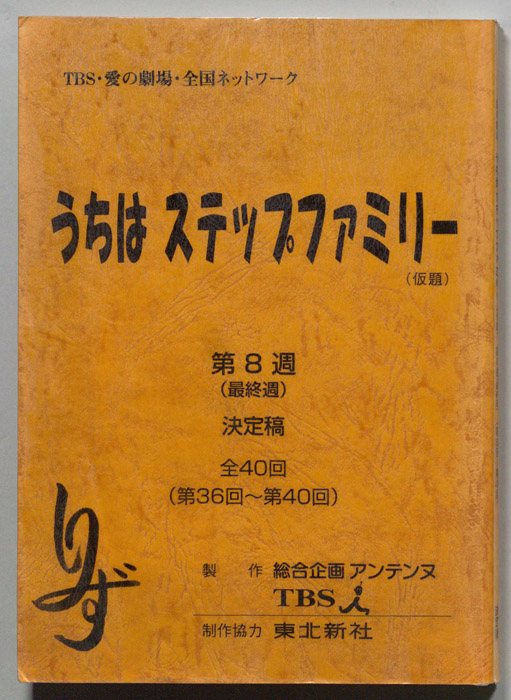 TBS・愛の劇場・全国ネットワーク
うちは ステップファミリー
(仮題)
第8週
(最終週)
決定稿
全40回
(第36回～第40回)
りず
製作 総合企画 アンテンヌ
TBS
制作協力 東北新社